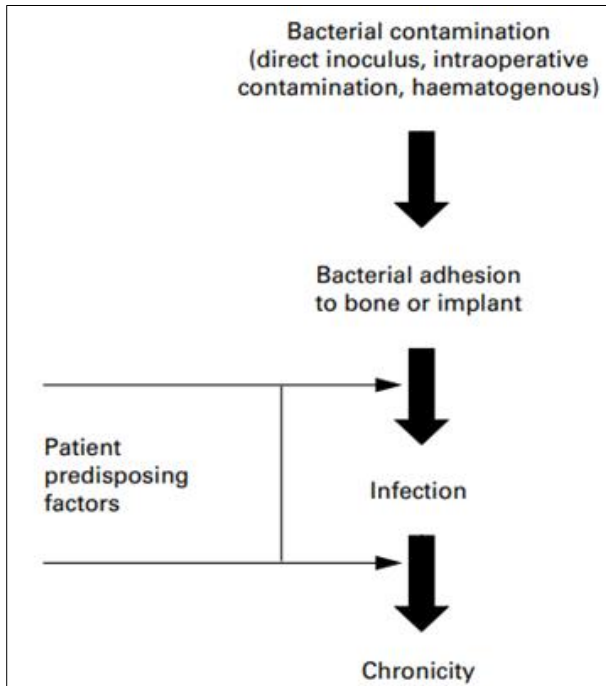 Bacterial contamination
(direct inoculus, intraoperative
contamination, haematogenous)
Bacterial adhesion
to bone or implant
Patient
predisposing
factors
Infection
Chronicity